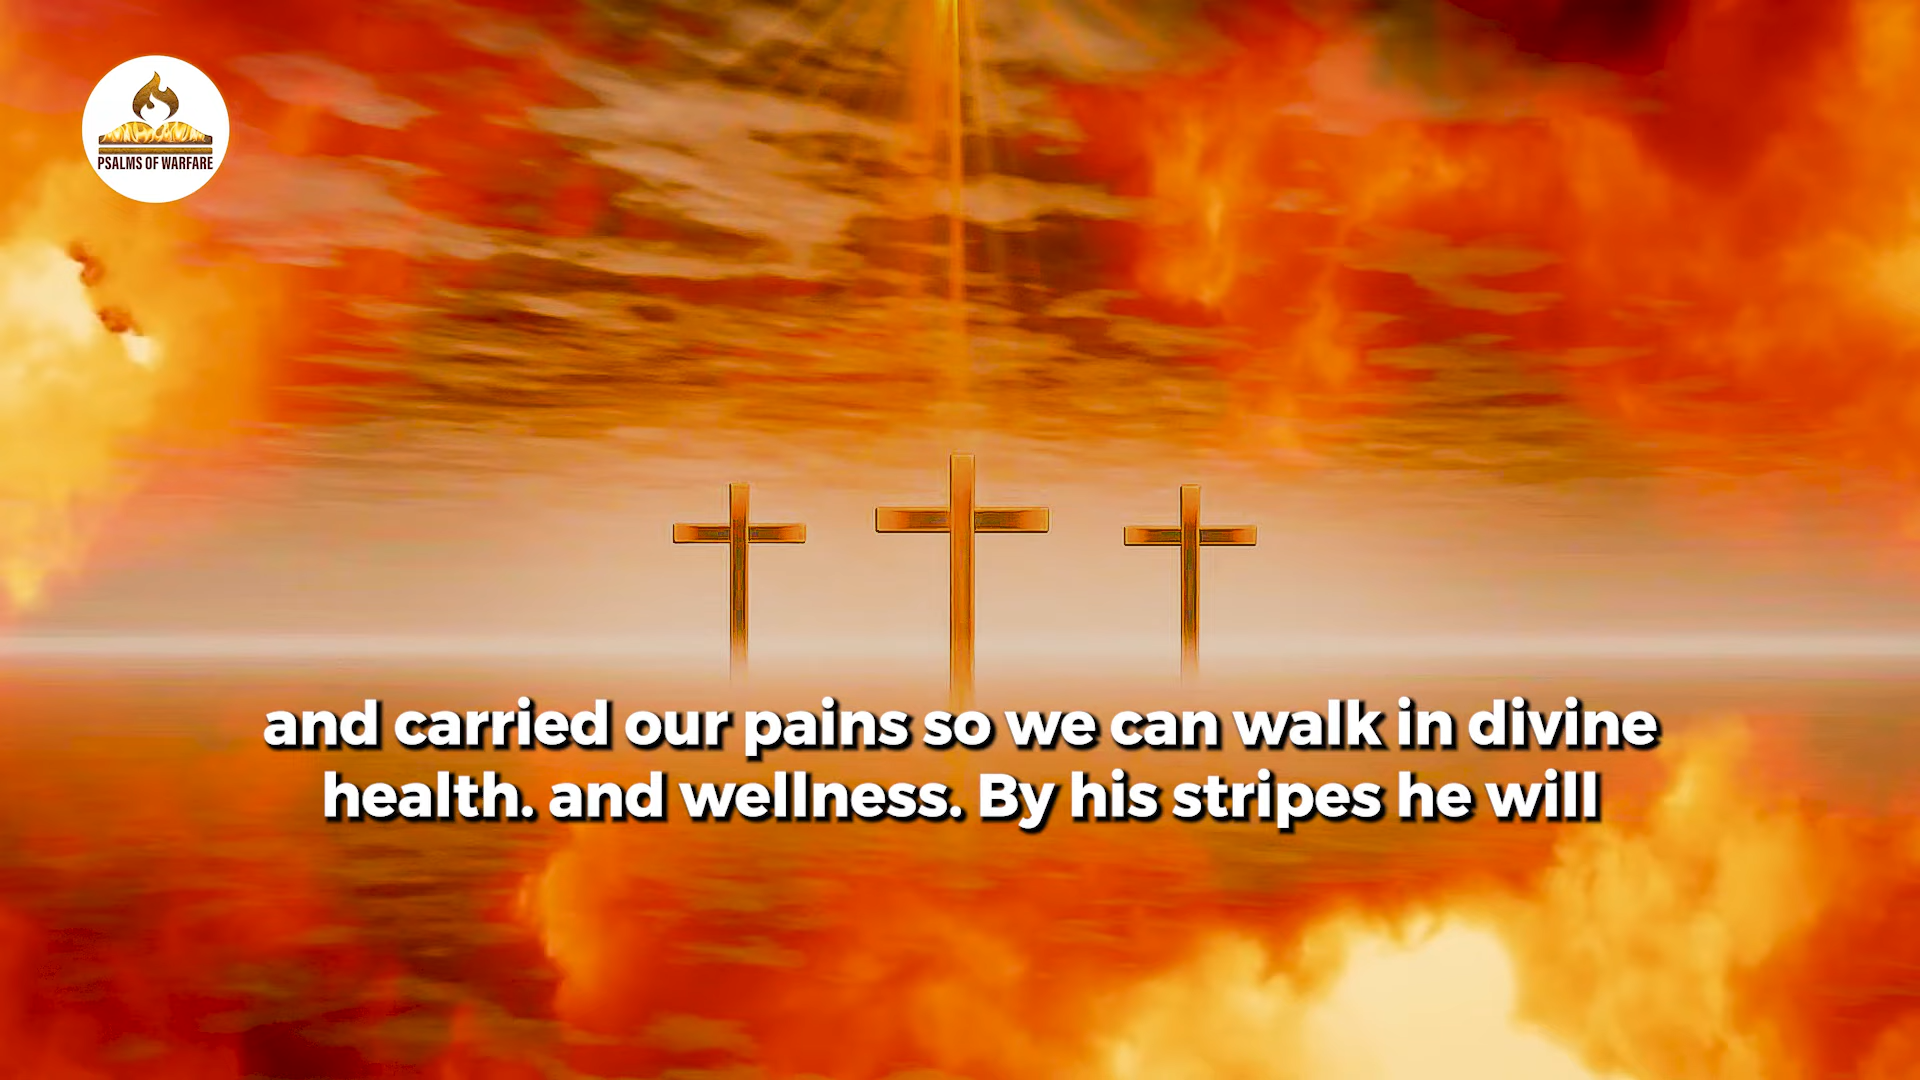 PSALMS OF WARFARE
and carried our pains so we can walk in divine
health. and wellness. By his stripes he will